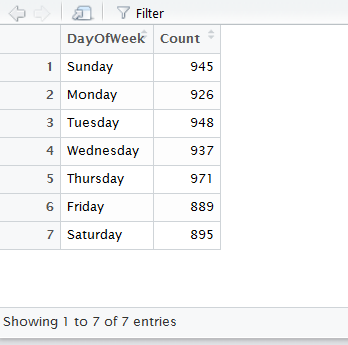 Filter
DayOfWeek Count
1 Sunday 945
2 Monday 926
3 Tuesday 948
4 Wednesday 937
5 Thursday 971
6 Friday 889
7 Saturday 895
Showing 1 to 7 of 7 entries